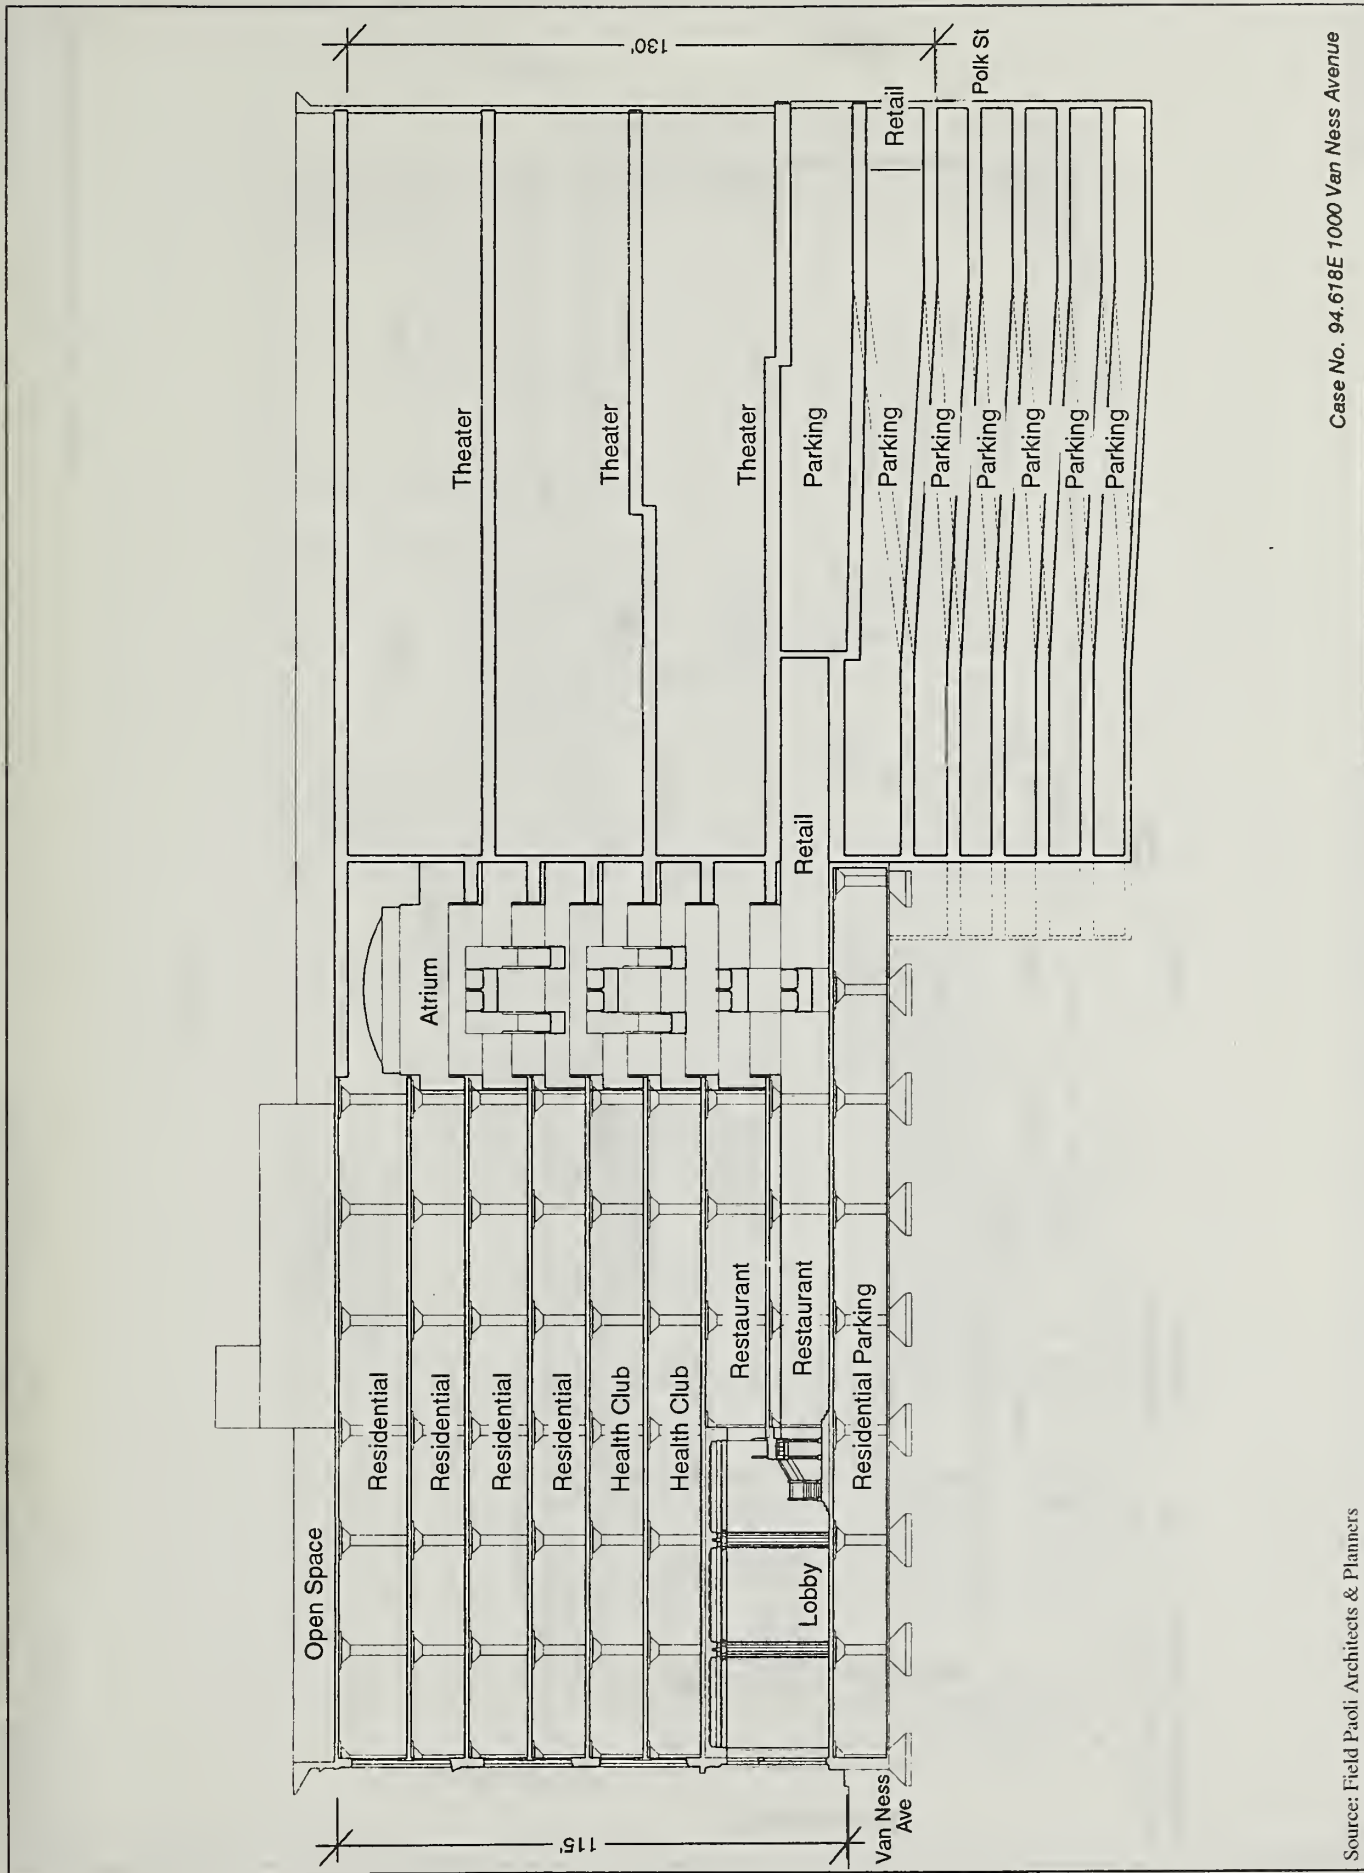 Open Space
Residential
Residential
Residential
Residential
Health Club
Health Club
Restaurant
Restaurant
Lobby
Residential Parking
Atrium
Retail
Theater
Theater
Theater
Parking
Parking
Parking
Parking
Parking
Parking
Parking
Retail
115'
130'
Van Ness
Ave
Polk St
Source: Field Paoli Architects & Planners
Case No. 94.618E 1000 Van Ness Avenue